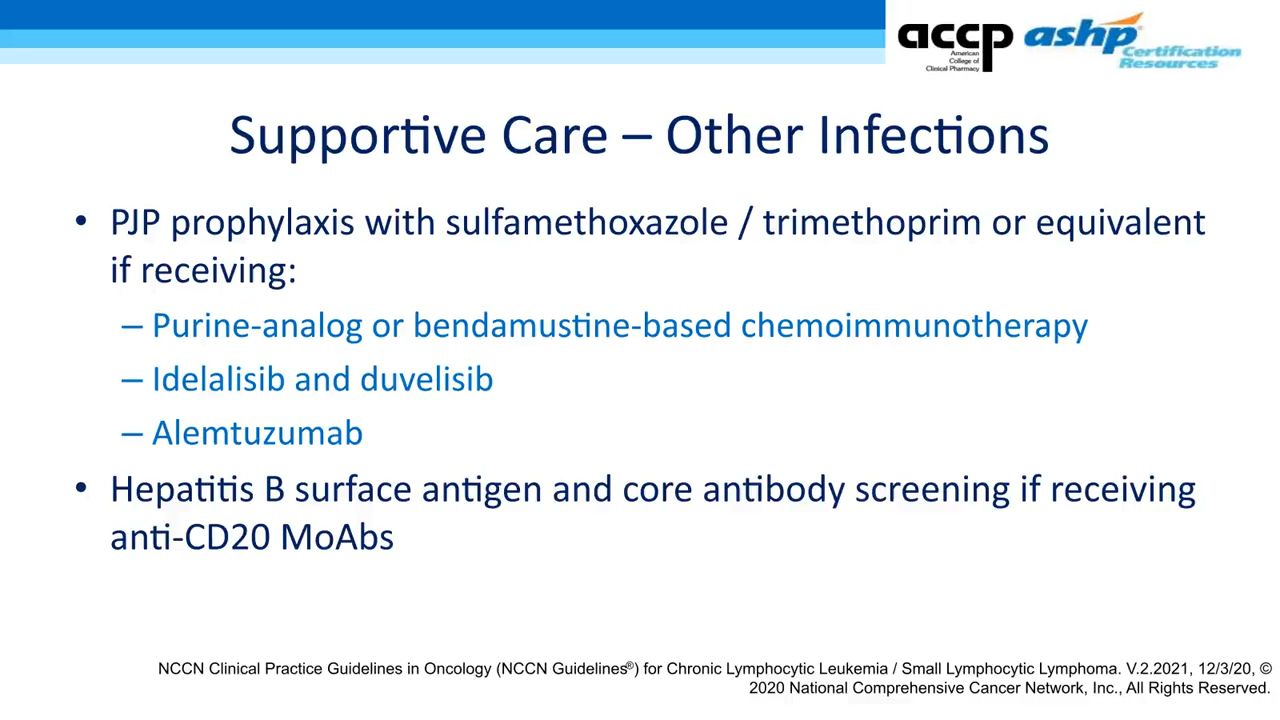 accp
American
College of
Clinical Pharmacy
ashp
Certification
Resources
Supportive Care – Other Infections
• PJP prophylaxis with sulfamethoxazole / trimethoprim or equivalent
if receiving:
– Purine-analog or bendamustine-based chemoimmunotherapy
– Idelalisib and duvelisib
– Alemtuzumab
• Hepatitis B surface antigen and core antibody screening if receiving
anti-CD20 MoAbs
NCCN Clinical Practice Guidelines in Oncology (NCCN Guidelines®) for Chronic Lymphocytic Leukemia / Small Lymphocytic Lymphoma. V.2.2021, 12/3/20, ©
2020 National Comprehensive Cancer Network, Inc., All Rights Reserved.